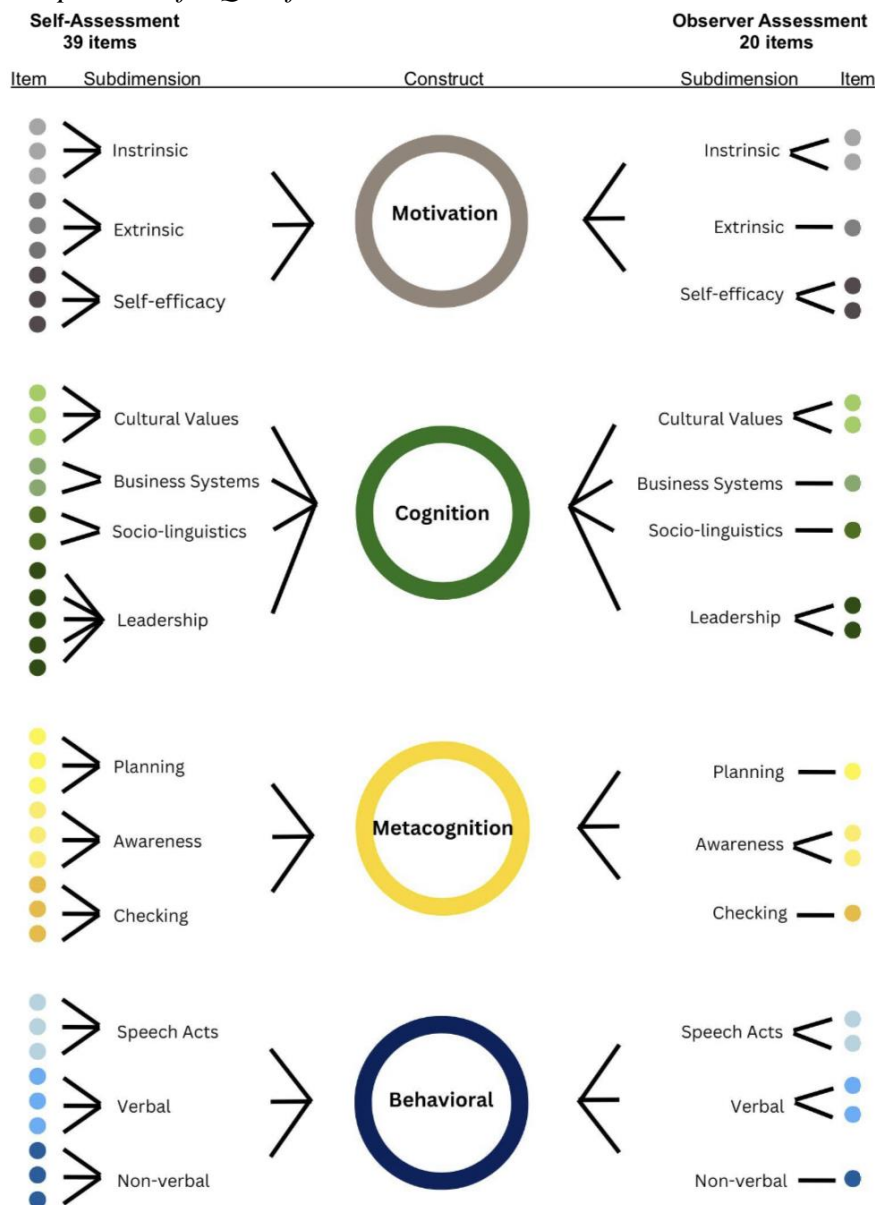 Self-Assessment
39 items
Observer Assessment
20 items
Item Subdimension Construct Subdimension Item
Instrinsic Instrinsic
Motivation
Extrinsic Extrinsic
Self-efficacy Self-efficacy
Cultural Values Cultural Values
Business Systems Business Systems
Cognition
Socio-linguistics Socio-linguistics
Leadership Leadership
Planning Planning
Metacognition
Awareness Awareness
Checking Checking
Speech Acts Speech Acts
Behavioral
Verbal Verbal
Non-verbal Non-verbal